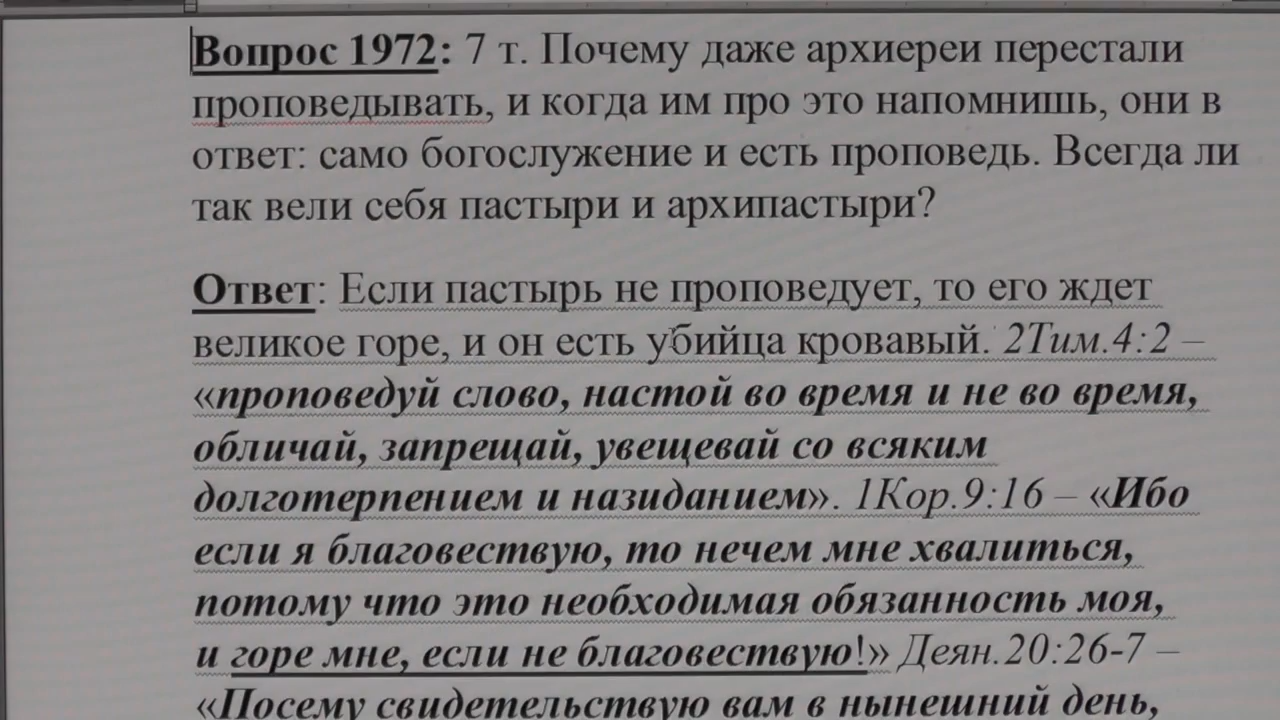 Вопрос 1972: 7 т. Почему даже архиереи перестали
проповедывать, и когда им про это напомнишь, они в
ответ: само богослужение и есть проповедь. Всегда ли
так вели себя пастыри и архипастыри?
Ответ: Если пастырь не проповедует, то его ждет
великое горе, и он есть убийца кровавый. 2Тим.4:2 –
«проповедуй слово, настой во время и не во время,
обличай, запрещай, увещевай со всяким
долготерпением и назиданием». 1Кор.9:16 – «Ибо
если я благовествую, то нечем мне хвалиться,
потому что это необходимая обязанность моя,
и горе мне, если не благовествую!» Деян.20:26-7 –
«Посему свидетельствую вам в нынешний день,